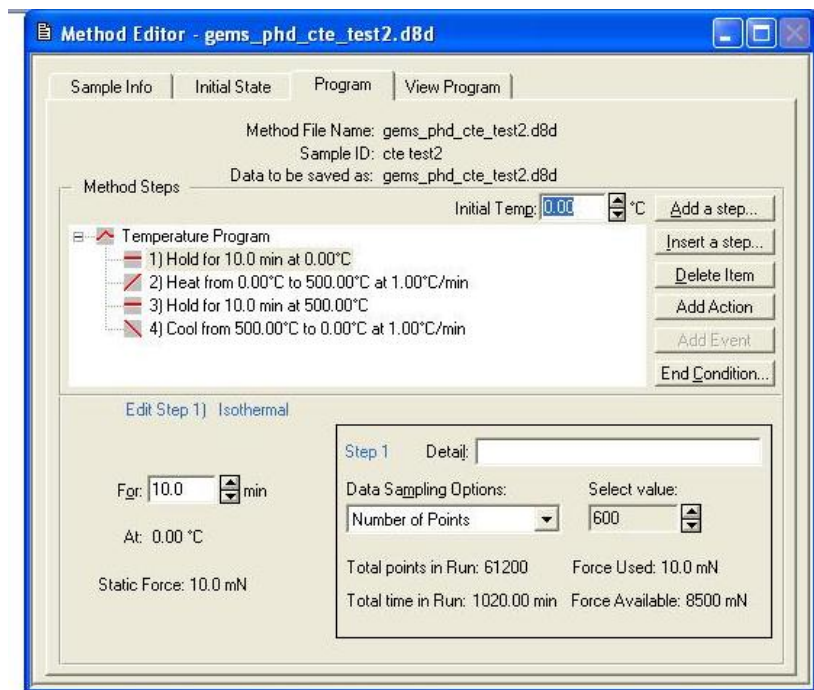 Method Editor - gems_phd_cte_test2.d8d
Sample Info Initial State Program View Program
Method File Name: gems_phd_cte_test2.d8d
Sample ID: cte test2
Data to be saved as: gems_phd_cte_test2.d8d
Method Steps
Initial Temp: 0.00 °C Add a step...
Temperature Program Insert a step...
1) Hold for 10.0 min at 0.00°C
2) Heat from 0.00°C to 500.00°C at 1.00°C/min Delete Item
3) Hold for 10.0 min at 500.00°C Add Action
4) Cool from 500.00°C to 0.00°C at 1.00°C/min
Add Event
End Condition...
Edit Step 1) Isothermal
Step 1 Detail:
For: 10.0 min Data Sampling Options: Select value:
Number of Points 600
At: 0.00 °C
Total points in Run: 61200 Force Used: 10.0 mN
Static Force: 10.0 mN
Total time in Run: 1020.00 min Force Available: 8500 mN